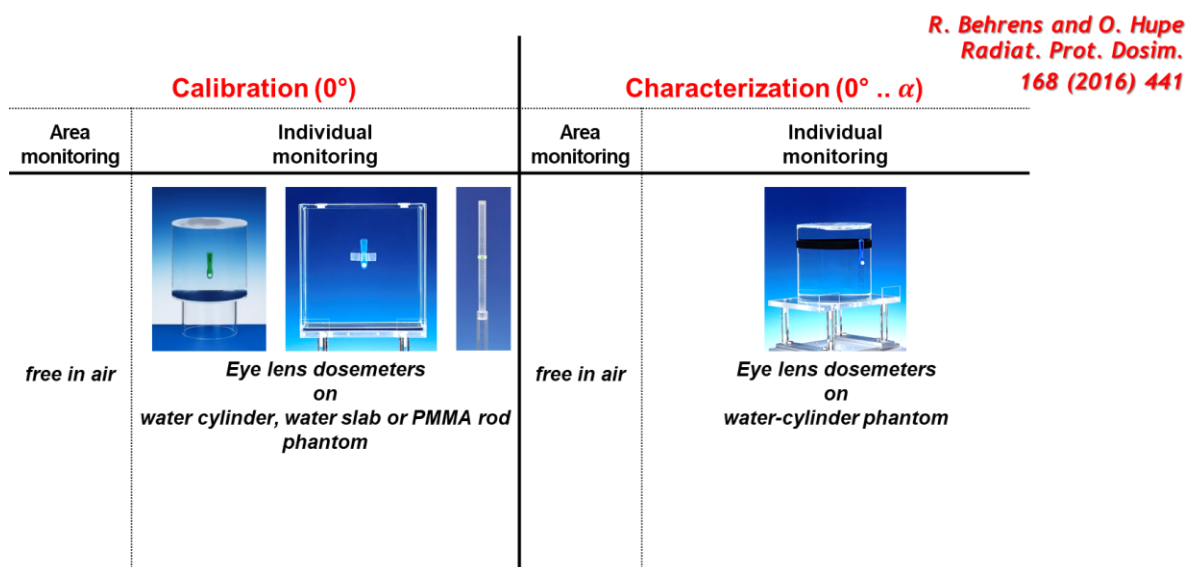 R. Behrens and O. Hupe
Radiat. Prot. Dosim.
168 (2016) 441
Calibration (0°)
Characterization (0° .. α)
Area
monitoring
Individual
monitoring
Area
monitoring
Individual
monitoring
free in air
Eye lens dosemeters
on
water cylinder, water slab or PMMA rod
phantom
free in air
Eye lens dosemeters
on
water-cylinder phantom